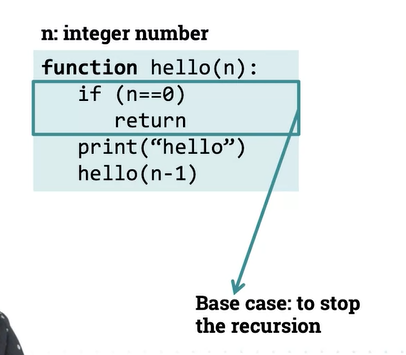 n: integer number
function hello(n):
if (n==0)
return
print(“hello”)
hello(n-1)
Base case: to stop
the recursion